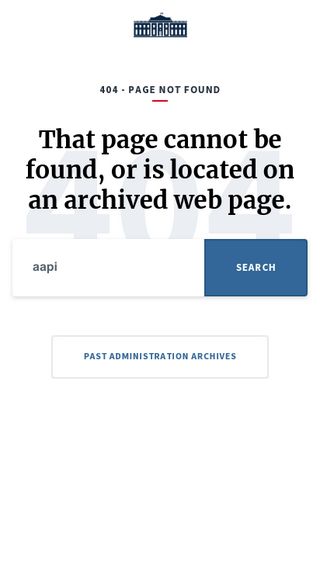 404 - PAGE NOT FOUND
404
That page cannot be
found, or is located on
an archived web page.
aapi
SEARCH
PAST ADMINISTRATION ARCHIVES